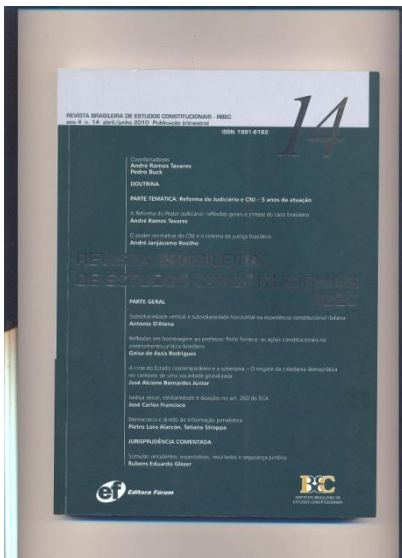 REVISTA BRASILEIRA DE ESTUDOS CONSTITUCIONAIS - RBEC
ano 4 n. 14 abril/junho 2010 Publicação trimestral
ISSN 1981-6162
14
Coordenadores
André Ramos Tavares
Pedro Buck
DOUTRINA
PARTE TEMÁTICA: Reforma do Judiciário e CNJ – 5 anos de atuação
A Reforma do Poder Judiciário: reflexões gerais e síntese do caso brasileiro
André Ramos Tavares
O poder normativo do CNJ e o sistema de justiça brasileiro
André Janjácomo Rosilho
REVISTA BRASILEIRA
DE ESTUDOS CONSTITUCIONAIS
RBEC
PARTE GERAL
Subsidiariedade vertical e subsidiariedade horizontal na experiência constitucional italiana
Antonio D'Atena
Reflexões em homenagem ao professor Pinto Ferreira: as ações constitucionais no
ordenamento jurídico brasileiro
Geisa de Assis Rodrigues
A crise do Estado contemporâneo e a soberania – O resgate da cidadania democrática
no contexto de uma sociedade globalizada
José Alcione Bernardes Júnior
Justiça social, solidariedade e doações no art. 260 do ECA
José Carlos Francisco
Democracia e direito de informação jornalística
Pietro Lora Alarcón, Tatiana Stroppa
JURISPRUDÊNCIA COMENTADA
Súmulas vinculantes: expectativas, resultados e segurança jurídica
Rubens Eduardo Glezer
ef Editora Fórum
INSTITUTO BRASILEIRO DE
ESTUDOS CONSTITUCIONAIS